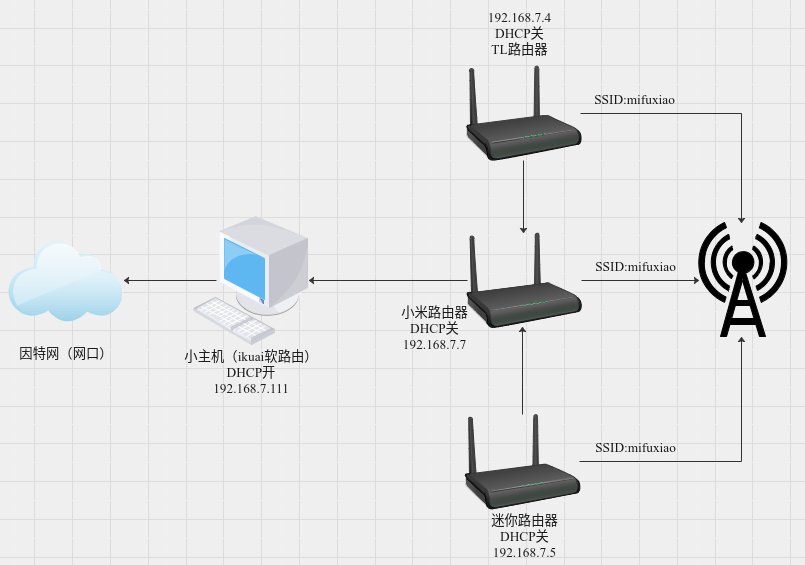 192.168.7.4
DHCP关
TL路由器
SSID:mifuxiao
SSID:mifuxiao
小米路由器
DHCP关
192.168.7.7
因特网（网口）
小主机（ikuai软路由）
DHCP开
192.168.7.111
SSID:mifuxiao
迷你路由器
DHCP关
192.168.7.5